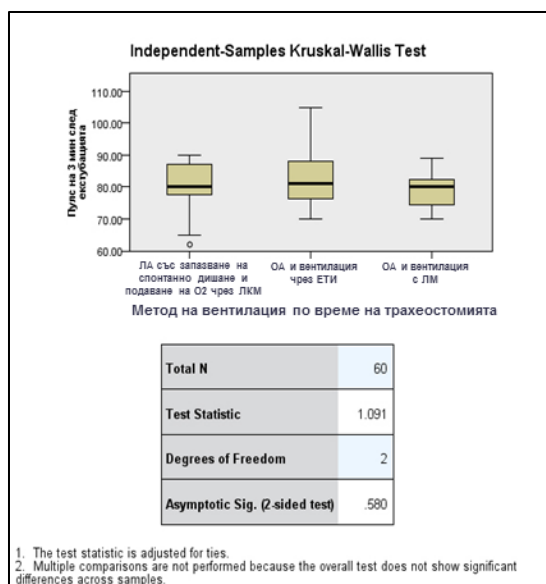 Independent-Samples Kruskal-Wallis Test
Пулс на 3 мин след
екстубацията
110.00
100.00
90.00
80.00
70.00
60.00
ЛА със запазване на
спонтанно дишане и
подаване на О2 чрез ЛКМ
ОА и вентилация
чрез ЕТИ
ОА и вентилация
с ЛМ
Метод на вентилация по време на трахеостомията
Total N 60
Test Statistic 1.091
Degrees of Freedom 2
Asymptotic Sig. (2-sided test) .580
1. The test statistic is adjusted for ties.
2. Multiple comparisons are not performed because the overall test does not show significant
differences across samples.